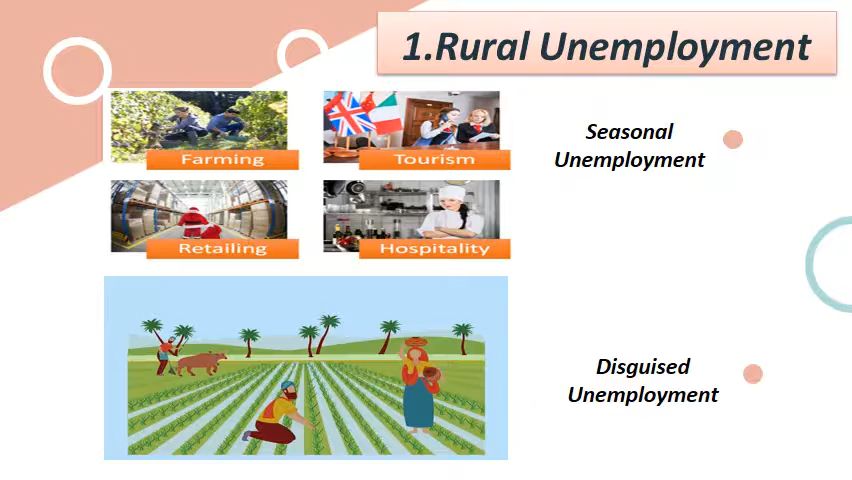 1.Rural Unemployment
Farming
Tourism
Retailing
Hospitality
Seasonal
Unemployment
Disguised
Unemployment